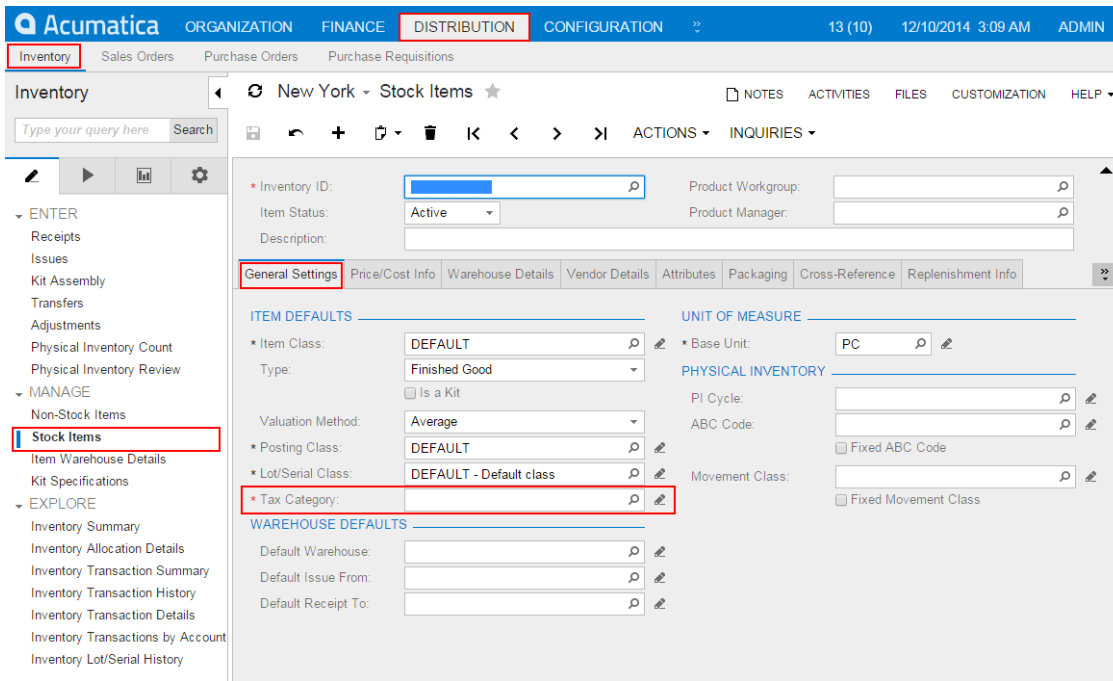 Acumatica ORGANIZATION FINANCE DISTRIBUTION CONFIGURATION 13 (10) 12/10/2014 3:09 AM ADMIN
Inventory Sales Orders Purchase Orders Purchase Requisitions
Inventory
Type your query here Search
ENTER
Receipts
Issues
Kit Assembly
Transfers
Adjustments
Physical Inventory Count
Physical Inventory Review
MANAGE
Non-Stock Items
Stock Items
Item Warehouse Details
Kit Specifications
EXPLORE
Inventory Summary
Inventory Allocation Details
Inventory Transaction Summary
Inventory Transaction History
Inventory Transaction Details
Inventory Transactions by Account
Inventory Lot/Serial History
New York - Stock Items NOTES ACTIVITIES FILES CUSTOMIZATION HELP
ACTIONS INQUIRIES
* Inventory ID: Product Workgroup:
Item Status: Active Product Manager:
Description:
General Settings Price/Cost Info Warehouse Details Vendor Details Attributes Packaging Cross-Reference Replenishment Info
ITEM DEFAULTS
* Item Class: DEFAULT
Type: Finished Good
Is a Kit
Valuation Method: Average
* Posting Class: DEFAULT
* Lot/Serial Class: DEFAULT - Default class
* Tax Category:
WAREHOUSE DEFAULTS
Default Warehouse:
Default Issue From:
Default Receipt To:
UNIT OF MEASURE
* Base Unit: PC
PHYSICAL INVENTORY
PI Cycle:
ABC Code:
Fixed ABC Code
Movement Class:
Fixed Movement Class